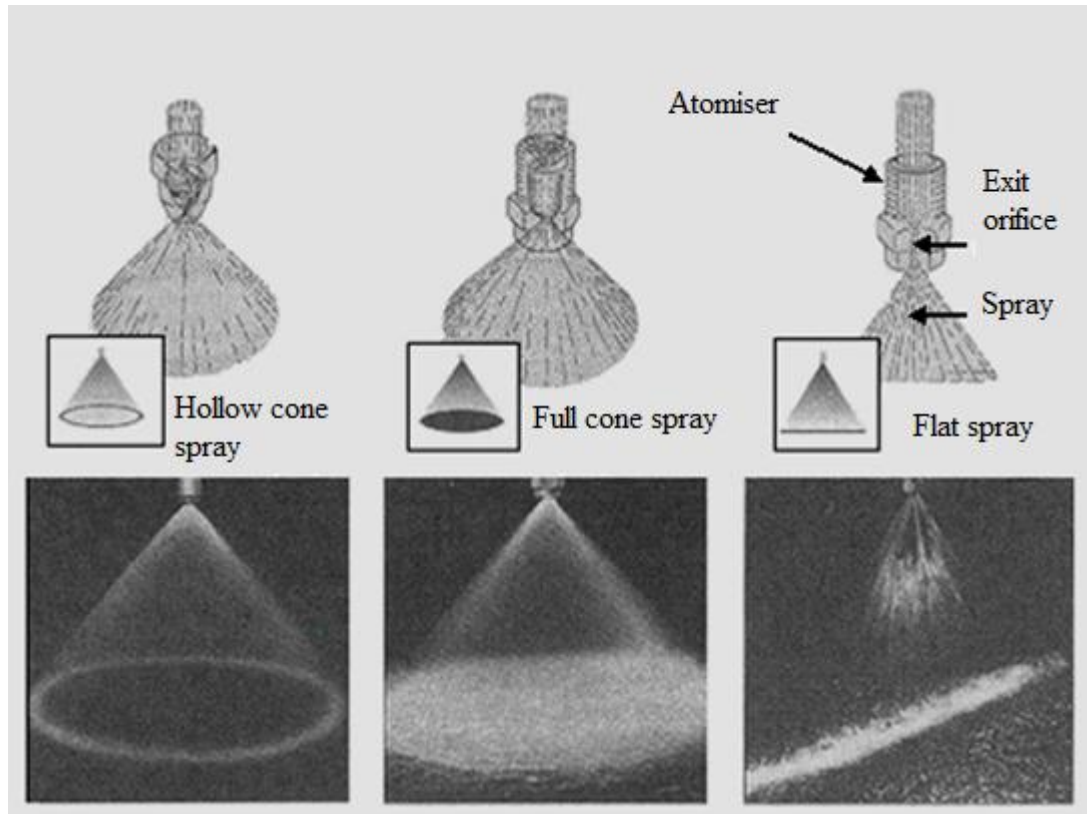 Atomiser
Exit
orifice
Spray
Hollow cone
spray
Full cone spray
Flat spray